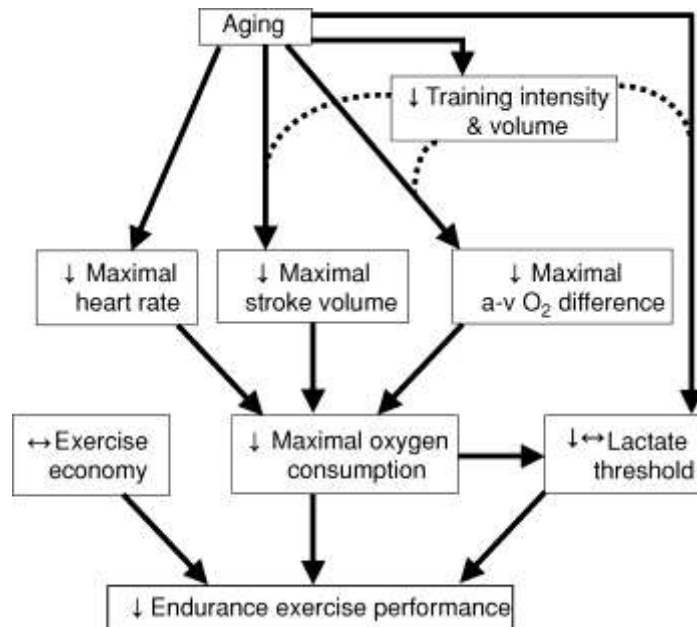 Aging
↓ Training intensity
& volume
↓ Maximal
heart rate
↓ Maximal
stroke volume
↓ Maximal
a-v O₂ difference
↔ Exercise
economy
↓ Maximal oxygen
consumption
↓↔ Lactate
threshold
↓ Endurance exercise performance